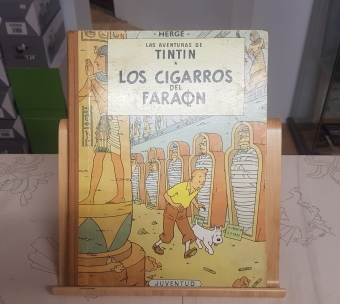 HERGÉ
LAS AVENTURAS DE
TINTIN
LOS CIGARROS
DEL
FARAON
JUVENTUD